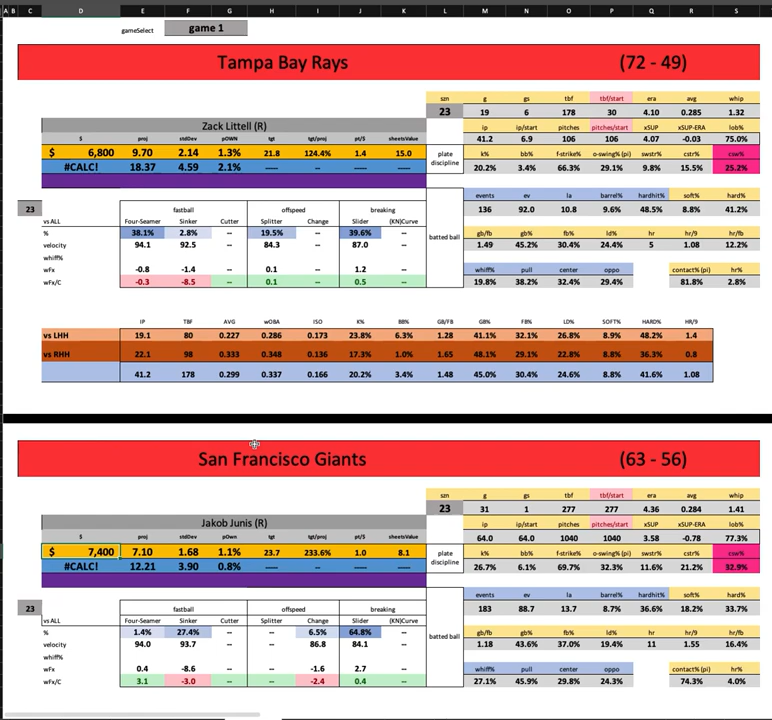 A B C D E F G H I J K L M N O P Q R S
gameSelect game 1
Tampa Bay Rays (72 - 49)
szn g gs tbf tbf/start era avg whip
23 19 6 178 30 4.10 0.285 1.32
Zack Littell (R) ip ip/start pitches pitches/start xSUP xSUP-ERA lob%
$ proj stdDev pOWN tgt tgt/proj pt/$ sheetsValue 41.2 6.9 106 106 4.07 -0.03 75.0%
$ 6,800 9.70 2.14 1.3% 21.8 124.4% 1.4 15.0 plate discipline k% bb% f-strike% o-swing% (pi) swstr% cstr% csw%
#CALC! 18.37 4.59 2.1% ---- ---- -- ---- 20.2% 3.4% 66.3% 29.1% 9.8% 15.5% 25.2%
events ev la barrel% hardhit% soft% hard%
23 fastball offspeed breaking 136 92.0 10.8 9.6% 48.5% 8.8% 41.2%
vs ALL Four-Seamer Sinker Cutter Splitter Change Slider (KN)Curve
% 38.1% 2.8% -- 19.5% -- 39.6% -- batted ball gb/fb gb% fb% ld% hr hr/9 hr/fb
velocity 94.1 92.5 -- 84.3 -- 87.0 -- 1.49 45.2% 30.4% 24.4% 5 1.08 12.2%
whiff%
wFx -0.8 -1.4 -- 0.1 -- 1.2 -- whiff% pull center oppo contact% (pi) hr%
wFx/C -0.3 -8.5 -- 0.1 -- 0.5 -- 19.8% 38.2% 32.4% 29.4% 81.8% 2.8%
IP TBF AVG wOBA ISO K% BB% GB/FB GB% FB% LD% SOFT% HARD% HR/9
vs LHH 19.1 80 0.227 0.286 0.173 23.8% 6.3% 1.28 41.1% 32.1% 26.8% 8.9% 48.2% 1.4
vs RHH 22.1 98 0.333 0.348 0.136 17.3% 1.0% 1.65 48.1% 29.1% 22.8% 8.8% 36.3% 0.8
41.2 178 0.299 0.337 0.166 20.2% 3.4% 1.48 45.0% 30.4% 24.6% 8.8% 41.6% 1.08
San Francisco Giants (63 - 56)
szn g gs tbf tbf/start era avg whip
23 31 1 277 277 4.36 0.284 1.41
Jakob Junis (R) ip ip/start pitches pitches/start xSUP xSUP-ERA lob%
$ proj stdDev pOwn tgt tgt/proj pt/$ sheetsValue 64.0 64.0 1040 1040 3.58 -0.78 77.3%
$ 7,400 7.10 1.68 1.1% 23.7 233.6% 1.0 8.1 plate discipline k% bb% f-strike% o-swing% (pi) swstr% cstr% csw%
#CALC! 12.21 3.90 0.8% ---- ---- -- ---- 26.7% 6.1% 69.7% 32.3% 11.6% 21.2% 32.9%
events ev la barrel% hardhit% soft% hard%
23 fastball offspeed breaking 183 88.7 13.7 8.7% 36.6% 18.2% 33.7%
vs ALL Four-Seamer Sinker Cutter Splitter Change Slider (KN)Curve
% 1.4% 27.4% -- -- 6.5% 64.8% -- batted ball gb/fb gb% fb% ld% hr hr/9 hr/fb
velocity 94.0 93.7 -- -- 86.8 84.1 -- 1.18 43.6% 37.0% 19.4% 11 1.55 16.4%
whiff%
wFx 0.4 -8.6 -- -- -1.6 2.7 -- whiff% pull center oppo contact% (pi) hr%
wFx/C 3.1 -3.0 -- -- -2.4 0.4 -- 27.1% 45.9% 29.8% 24.3% 74.3% 4.0%